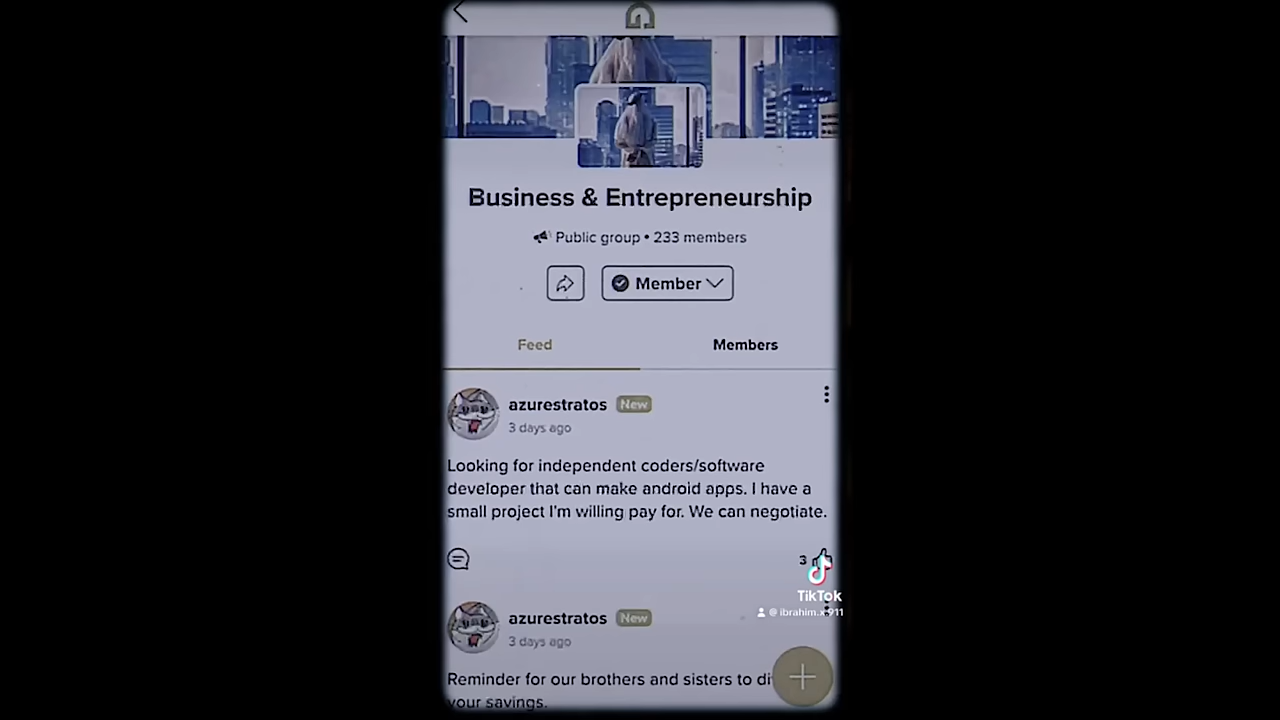 Business & Entrepreneurship
Public group • 233 members
Member
Feed
Members
azurestratos New
3 days ago
Looking for independent coders/software
developer that can make android apps. I have a
small project I'm willing pay for. We can negotiate.
3
TikTok
@ibrahim.x.911
azurestratos New
3 days ago
Reminder for our brothers and sisters to
your savings.